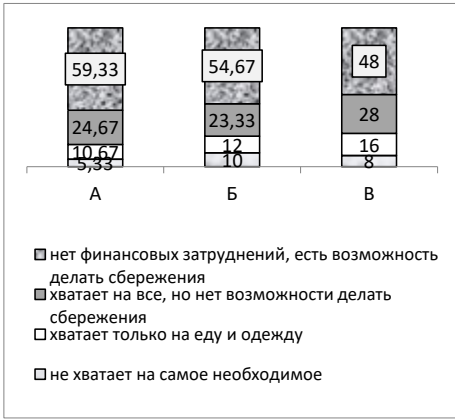 59,33
54,67
48
24,67
23,33
28
10,67
12
16
5,33
10
8
А
Б
В
нет финансовых затруднений, есть возможность
делать сбережения
хватает на все, но нет возможности делать
сбережения
хватает только на еду и одежду
не хватает на самое необходимое